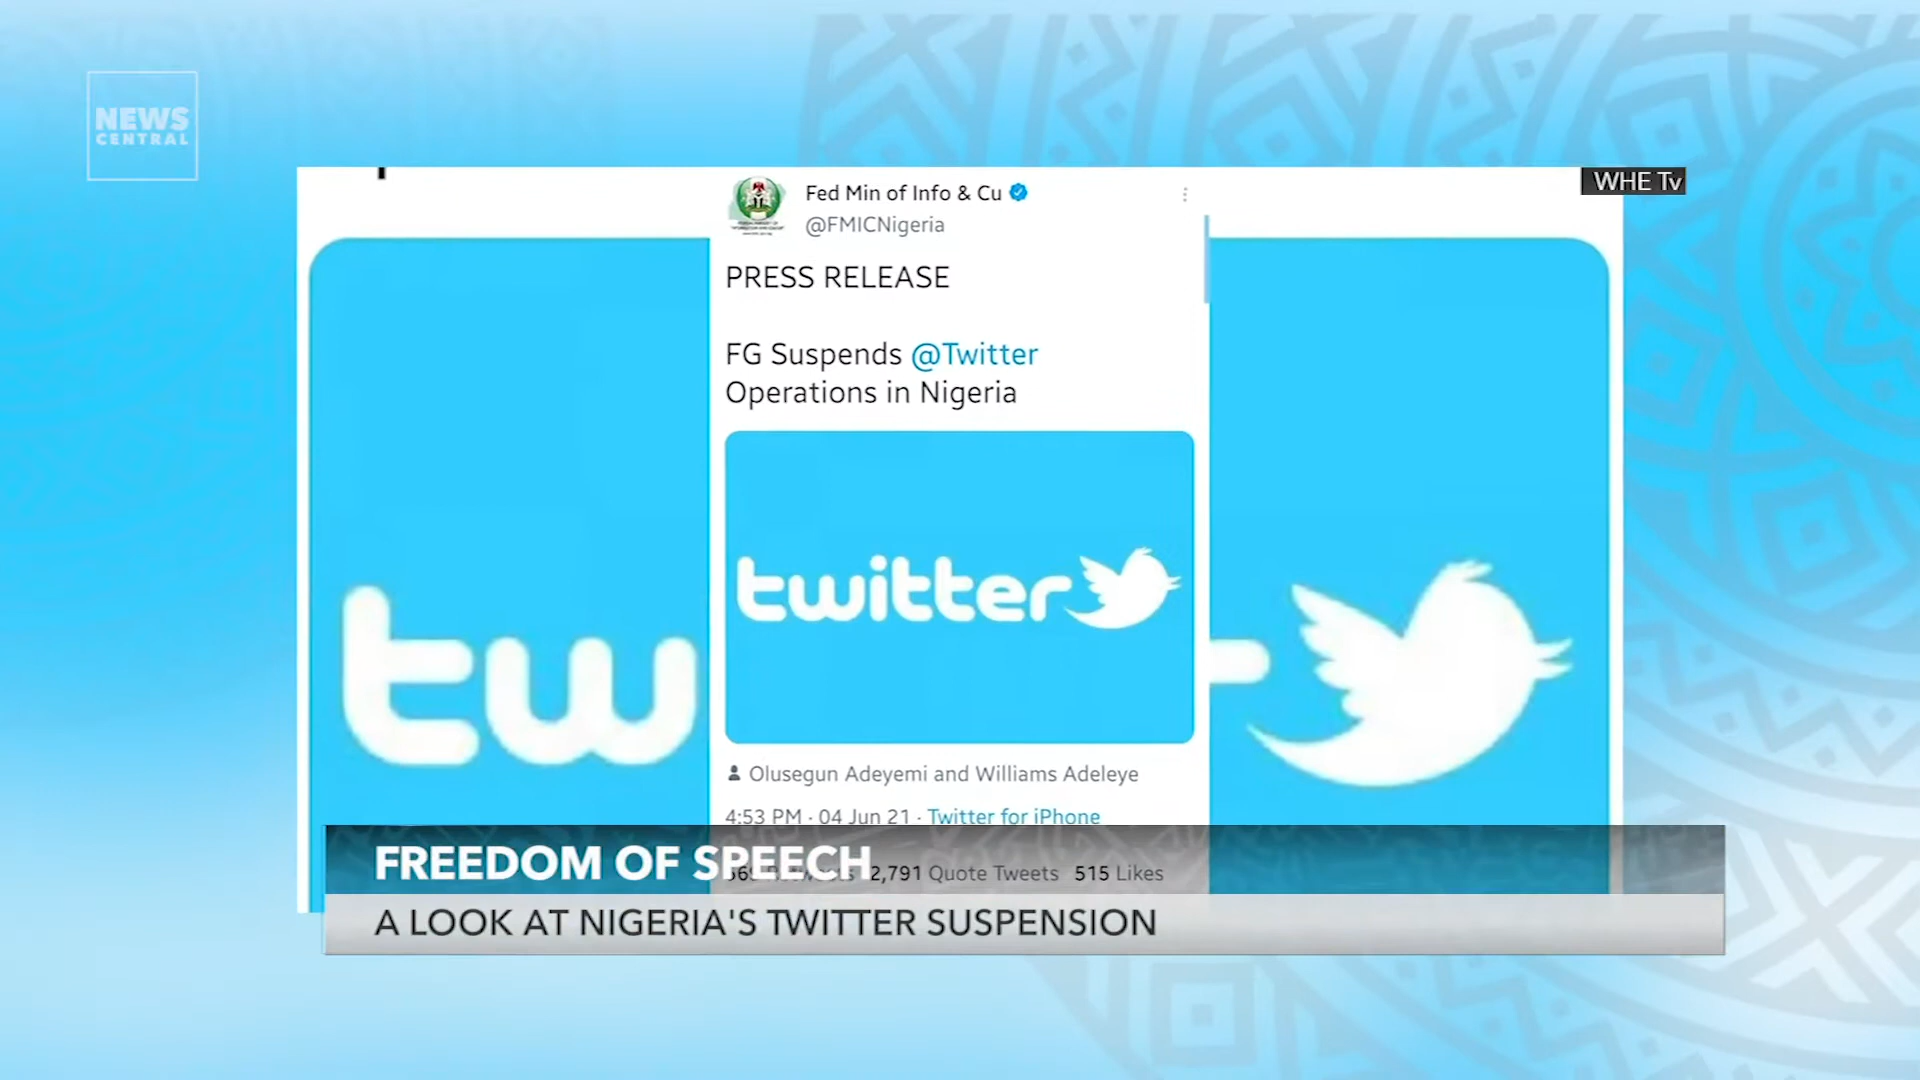 NEWS
CENTRAL
WHE Tv
Fed Min of Info & Cu
@FMICNigeria
PRESS RELEASE
FG Suspends @Twitter
Operations in Nigeria
twitter
tw
Olusegun Adeyemi and Williams Adeleye
4:53 PM · 04 Jun 21 · Twitter for iPhone
2,791 Quote Tweets 515 Likes
FREEDOM OF SPEECH
A LOOK AT NIGERIA'S TWITTER SUSPENSION